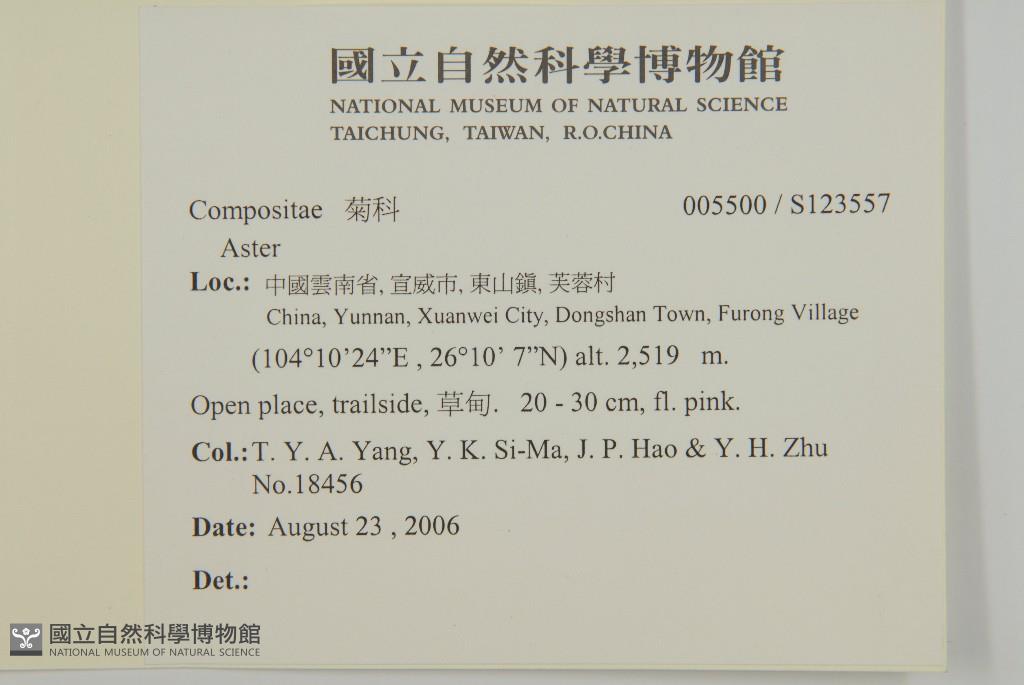 國立自然科學博物館
NATIONAL MUSEUM OF NATURAL SCIENCE
TAICHUNG, TAIWAN, R.O.CHINA
Compositae 菊科 005500 / S123557
Aster
Loc.: 中國雲南省, 宣威市, 東山鎮, 芙蓉村
China, Yunnan, Xuanwei City, Dongshan Town, Furong Village
(104°10’24”E , 26°10’ 7”N) alt. 2,519 m.
Open place, trailside, 草甸. 20 - 30 cm, fl. pink.
Col.: T. Y. A. Yang, Y. K. Si-Ma, J. P. Hao & Y. H. Zhu
No.18456
Date: August 23 , 2006
Det.:
國立自然科學博物館
NATIONAL MUSEUM OF NATURAL SCIENCE